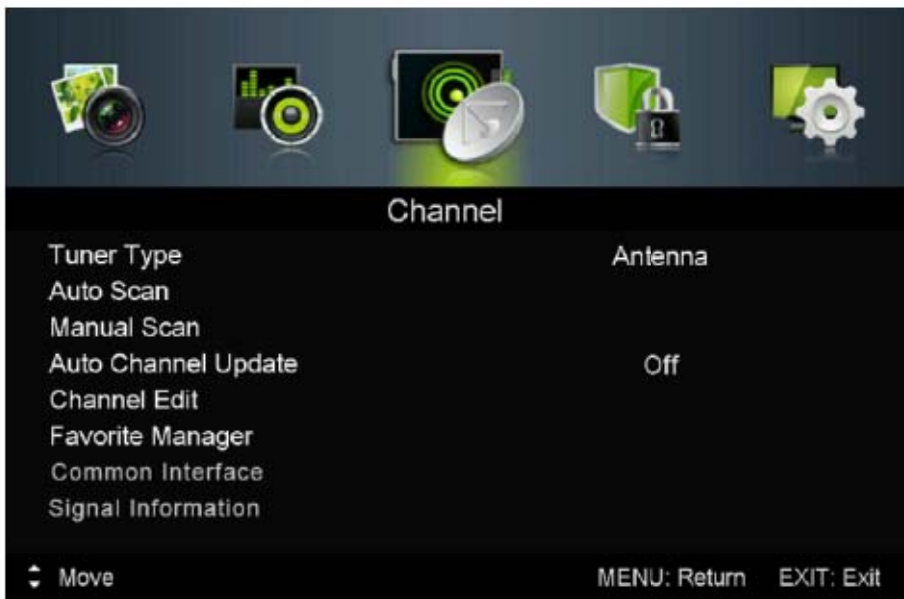 Channel
Tuner Type Antenna
Auto Scan
Manual Scan
Auto Channel Update Off
Channel Edit
Favorite Manager
Common Interface
Signal Information
Move MENU: Return EXIT: Exit